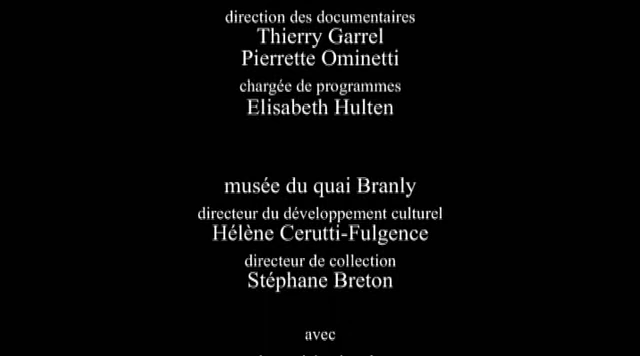 direction des documentaires
Thierry Garrel
Pierrette Ominetti
chargée de programmes
Elisabeth Hulten
musée du quai Branly
directeur du développement culturel
Hélène Cerutti-Fulgence
directeur de collection
Stéphane Breton
avec